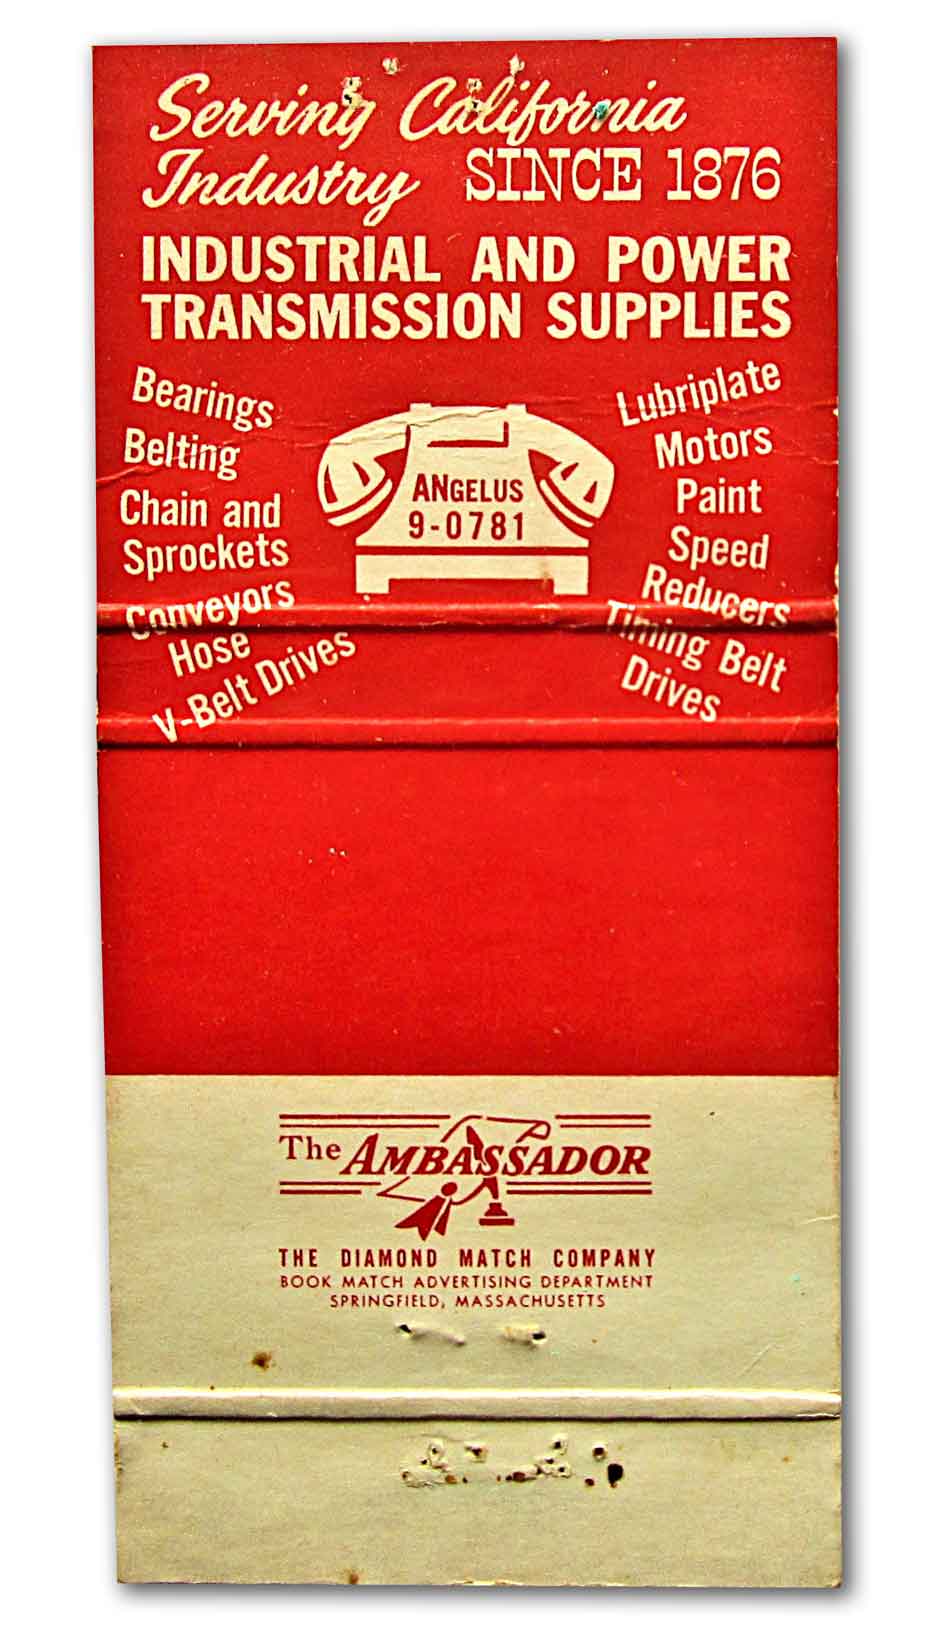 Serving California
Industry SINCE 1876
INDUSTRIAL AND POWER
TRANSMISSION SUPPLIES
Bearings
Belting
Chain and
Sprockets
Conveyors
Hose
V-Belt Drives
ANGELUS
9-0781
Lubriplate
Motors
Paint
Speed
Reducers
Timing Belt
Drives
The AMBASSADOR
THE DIAMOND MATCH COMPANY
BOOK MATCH ADVERTISING DEPARTMENT
SPRINGFIELD, MASSACHUSETTS